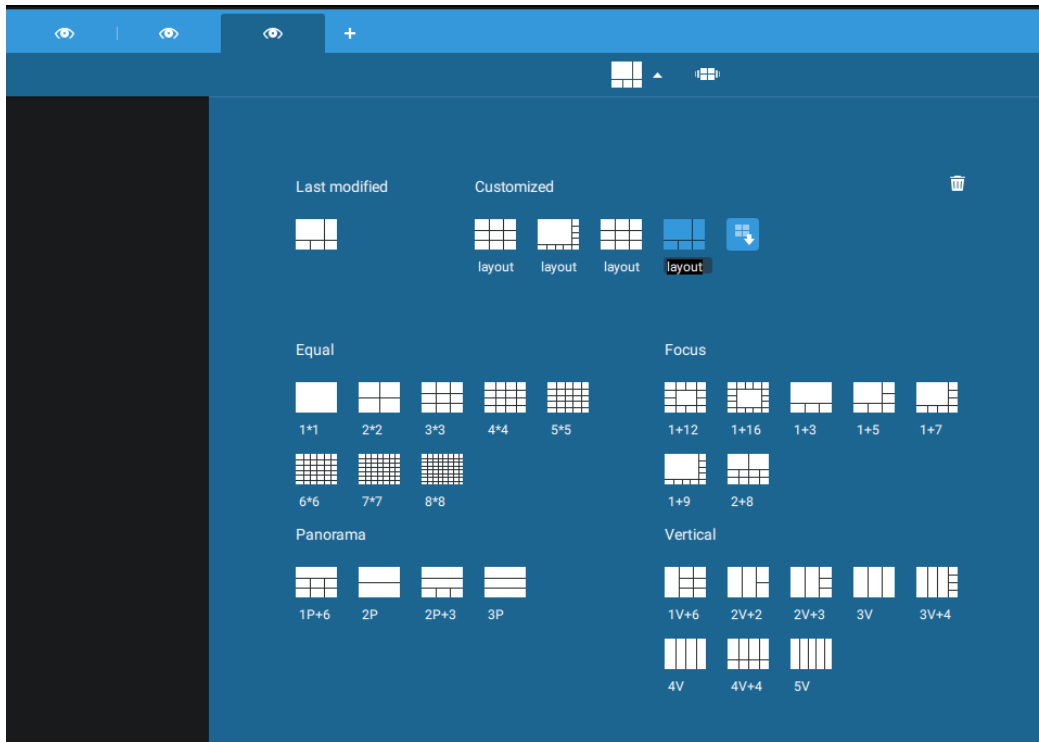 Last modified Customized
layout layout layout layout
Equal Focus
1*1 2*2 3*3 4*4 5*5 1+12 1+16 1+3 1+5 1+7
6*6 7*7 8*8 1+9 2+8
Panorama Vertical
1P+6 2P 2P+3 3P 1V+6 2V+2 2V+3 3V 3V+4
4V 4V+4 5V